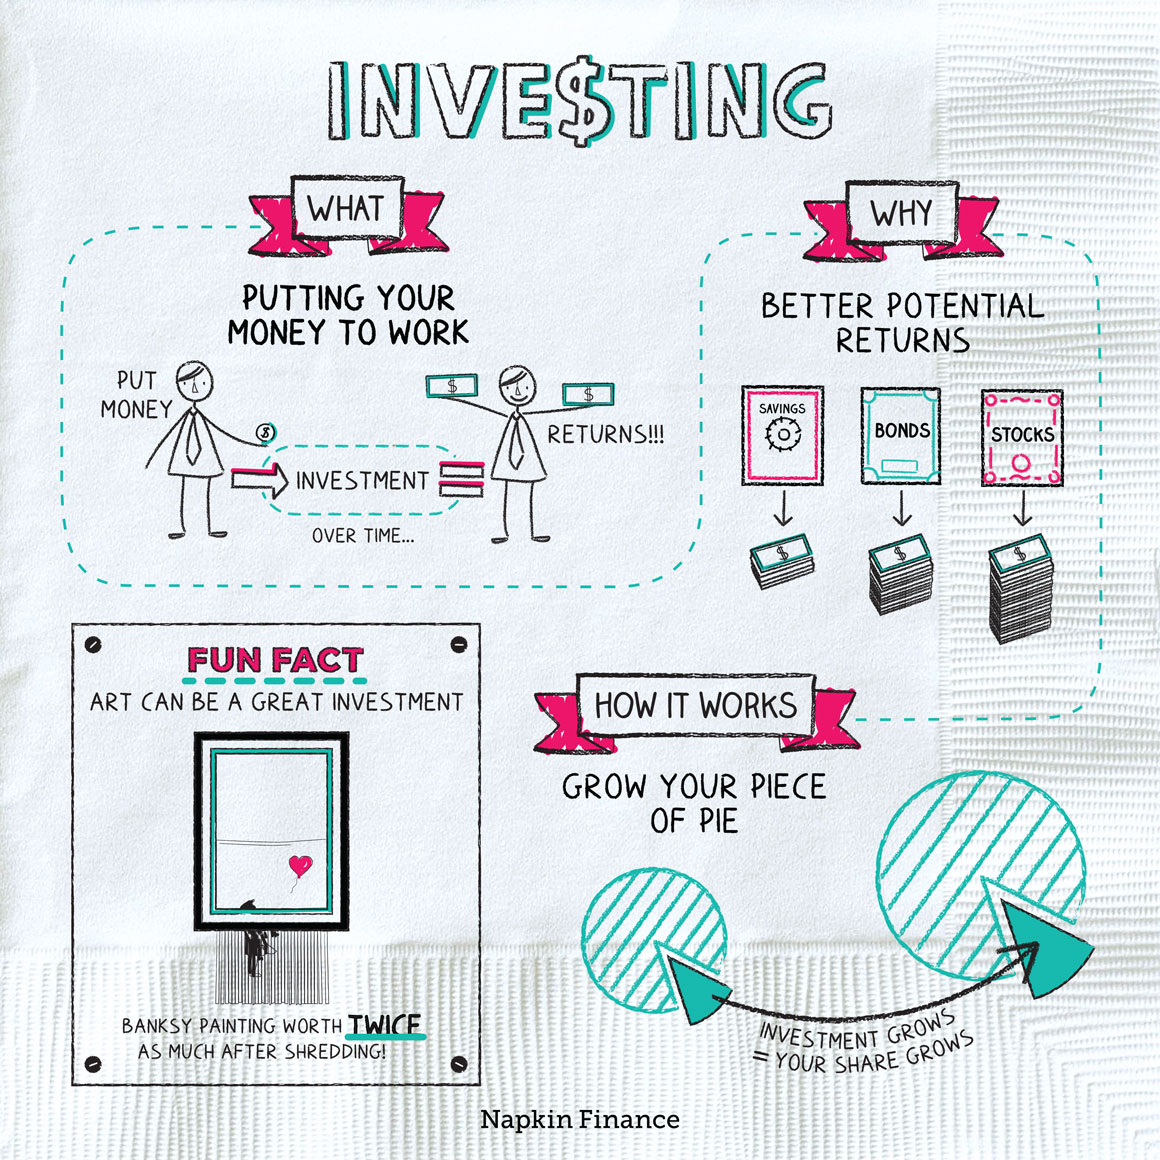 INVE$TING
WHAT
PUTTING YOUR
MONEY TO WORK
PUT
MONEY
$
INVESTMENT
OVER TIME...
$
$
RETURNS!!!
WHY
BETTER POTENTIAL
RETURNS
SAVINGS
BONDS
STOCKS
$
$
$
FUN FACT
ART CAN BE A GREAT INVESTMENT
BANKSY PAINTING WORTH TWICE
AS MUCH AFTER SHREDDING!
HOW IT WORKS
GROW YOUR PIECE
OF PIE
INVESTMENT GROWS
= YOUR SHARE GROWS
Napkin Finance